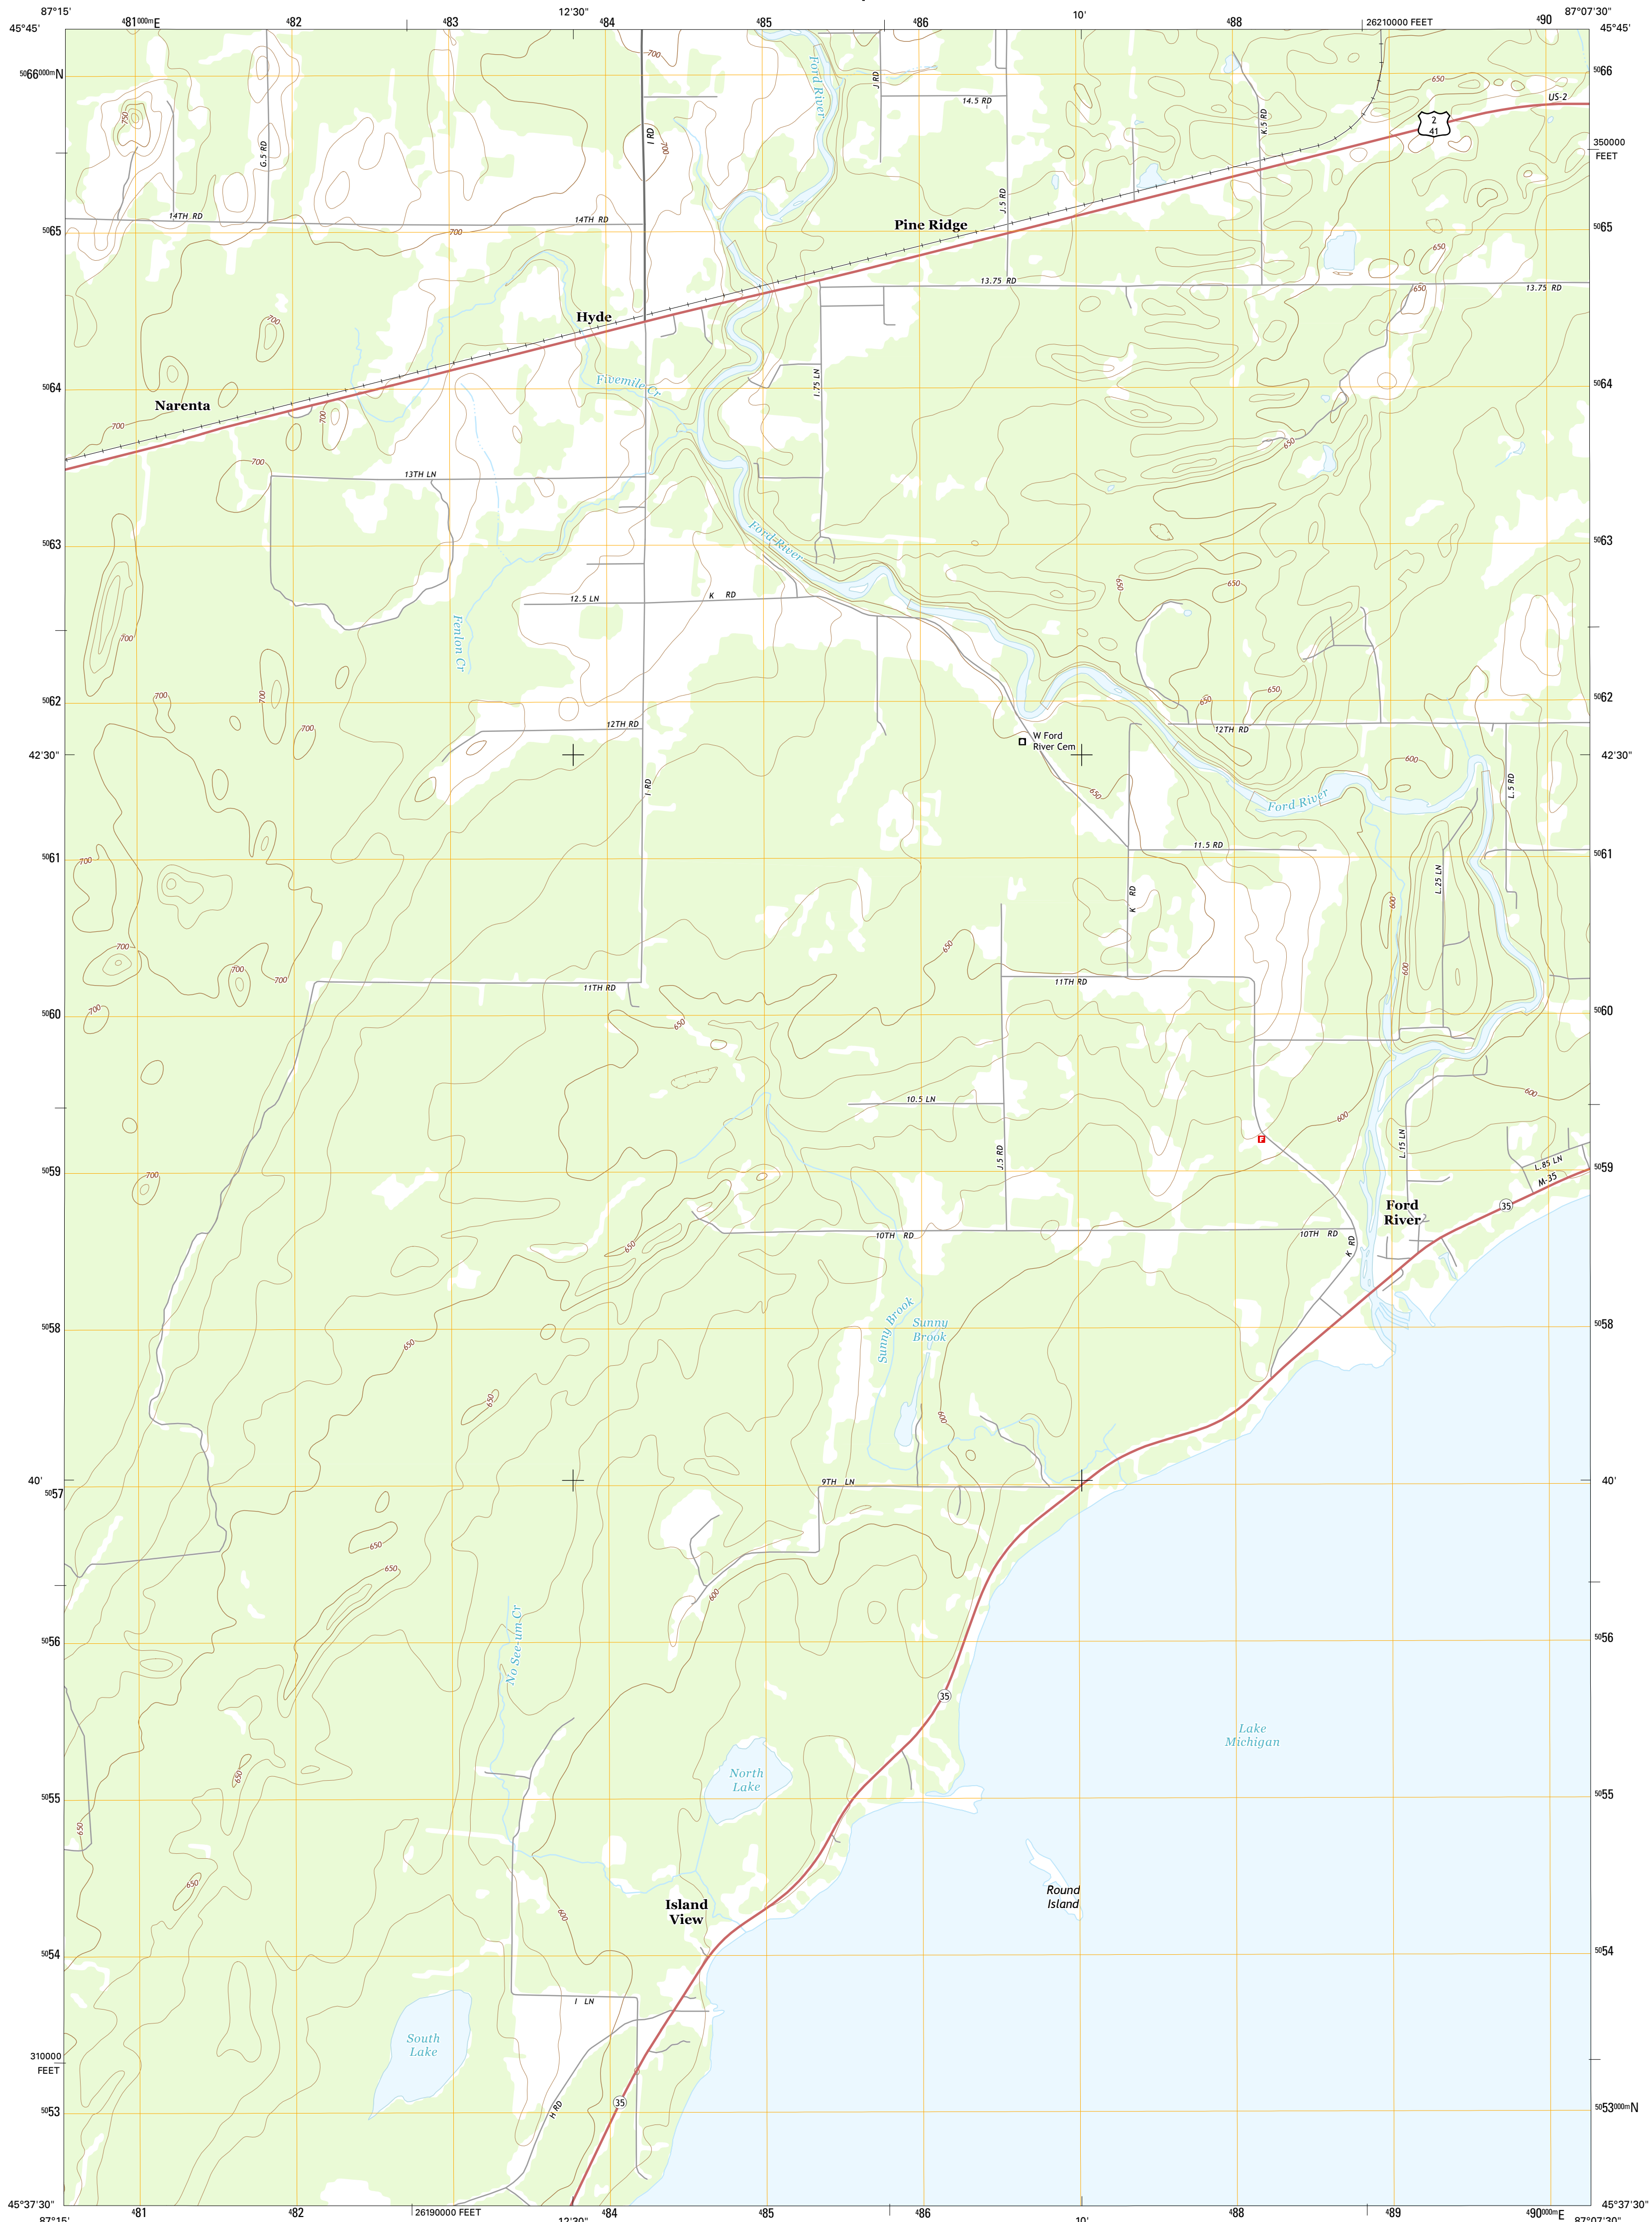 87°15'
⁴81⁰⁰⁰ᵐE
⁴82
⁴83
12'30"
⁴84
⁴85
⁴86
10'
⁴88
26210000 FEET
⁴90
87°07'30"
45°45'
45°45'
⁵⁰66⁰⁰⁰ᵐN
⁵⁰66
700
Ford River
J RD
14.5 RD
650
US-2
2
41
750
G.5 RD
I RD
700
K.5 RD
350000
FEET
J.5 RD
14TH RD
14TH RD
700
Pine Ridge
⁵⁰65
⁵⁰65
650
13.75 RD
650
13.75 RD
Hyde
700
Fivemile Cr
I.75 LN
⁵⁰64
⁵⁰64
Narenta
700
700
650
700
13TH LN
Ford River
⁵⁰63
⁵⁰63
650
650
12.5 LN
K RD
700
Fenlon Cr
700
700
650
650
⁵⁰62
⁵⁰62
700
12TH RD
12TH RD
W Ford
River Cem
42'30"
42'30"
600
I RD
650
Ford River
L.5 RD
11.5 RD
⁵⁰61
⁵⁰61
700
L.25 LN
K RD
600
650
700
700
700
600
11TH RD
11TH RD
700
⁵⁰60
⁵⁰60
650
10.5 LN
600
600
F
J.5 RD
L.15 LN
L.85 LN
M-35
⁵⁰59
⁵⁰59
700
Ford
River
35
10TH RD
10TH RD
K RD
650
Sunny Brook
Sunny
Brook
⁵⁰58
⁵⁰58
650
650
600
9TH LN
40'
40'
⁵⁰57
650
650
600
No See-um Cr
⁵⁰56
⁵⁰56
35
Lake
Michigan
North
Lake
650
⁵⁰55
⁵⁰55
650
650
Round
Island
Island
View
600
⁵⁰54
⁵⁰54
I LN
South
Lake
310000
FEET
35
H RD
⁵⁰53
⁵⁰53⁰⁰⁰ᵐN
45°37'30"
45°37'30"
87°15'
⁴81
⁴82
26190000 FEET
12'30"
⁴84
⁴85
⁴86
10'
⁴88
⁴89
⁴90⁰⁰⁰ᵐE
87°07'30"